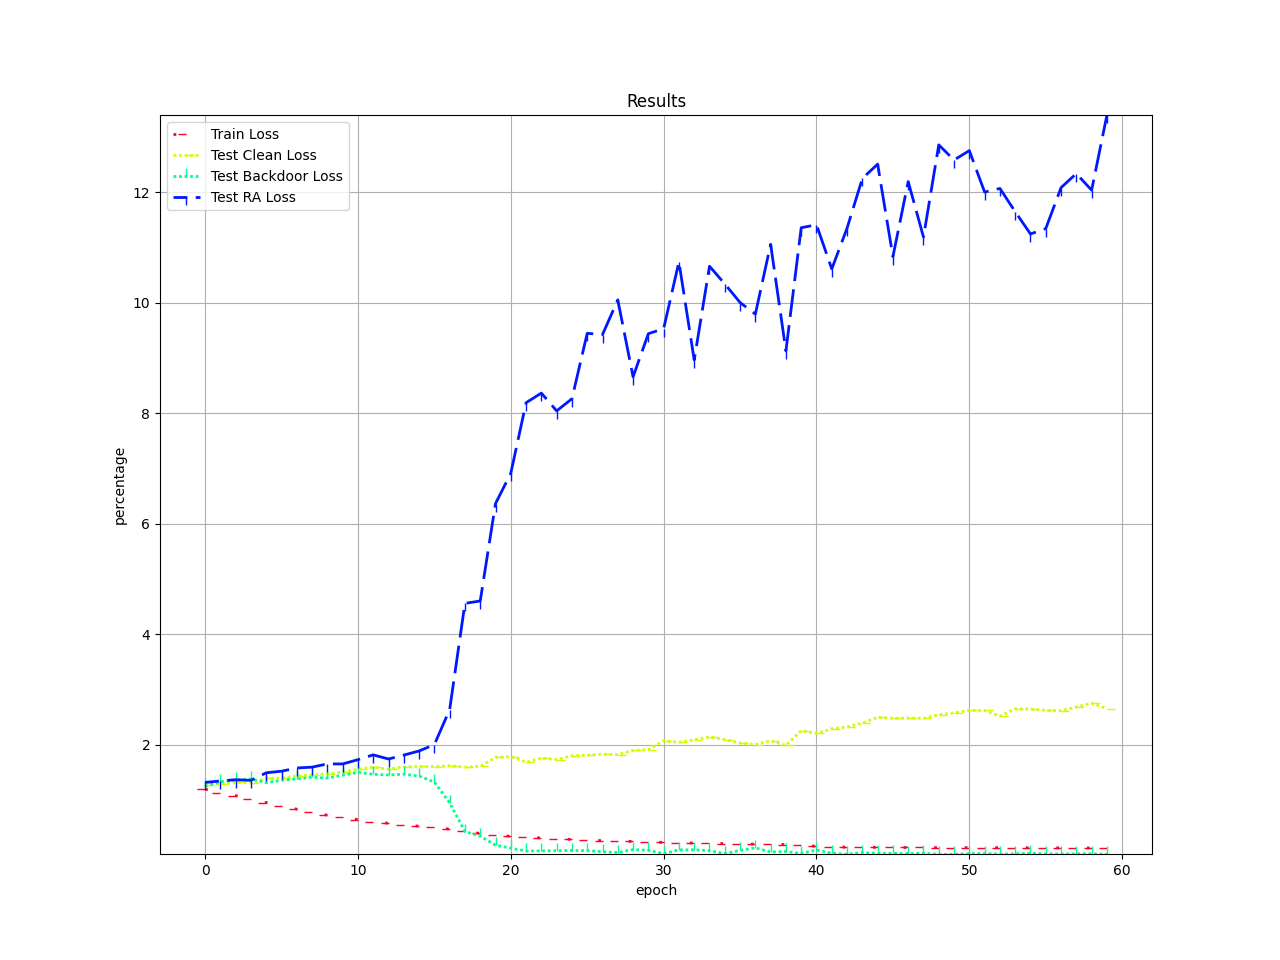 Results
Train Loss
Test Clean Loss
Test Backdoor Loss
Test RA Loss
percentage
12
10
8
6
4
2
0 10 20 30 40 50 60
epoch